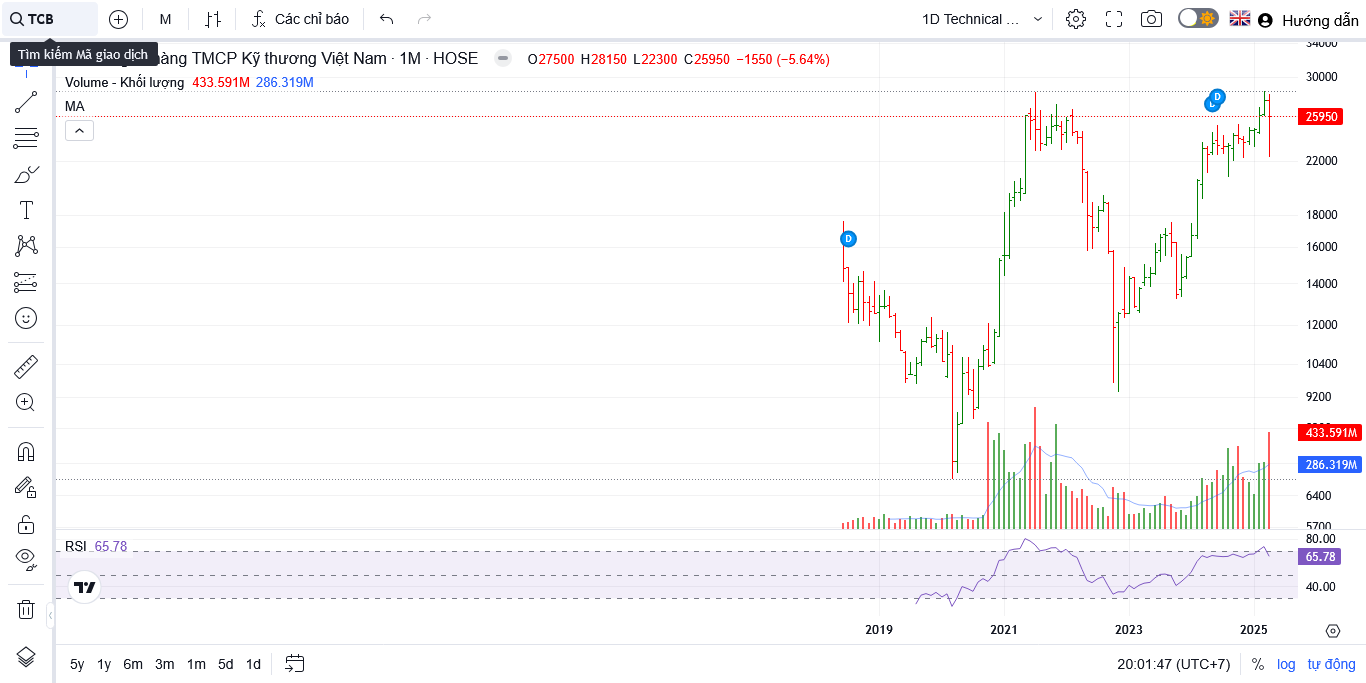 TCB
M
Các chỉ báo
1D Technical ...
Hướng dẫn
Tìm kiếm Mã giao dịch
hàng TMCP Kỹ thương Việt Nam · 1M · HOSE
O27500 H28150 L22300 C25950 −1550 (−5.64%)
Volume - Khối lượng 433.591M 286.319M
MA
34000
30000
25950
22000
18000
16000
14000
12000
10400
9200
433.591M
286.319M
6400
5700
D
L
D
RSI 65.78
80.00
65.78
40.00
2019
2021
2023
2025
5y 1y 6m 3m 1m 5d 1d
20:01:47 (UTC+7)
%
log
tự động